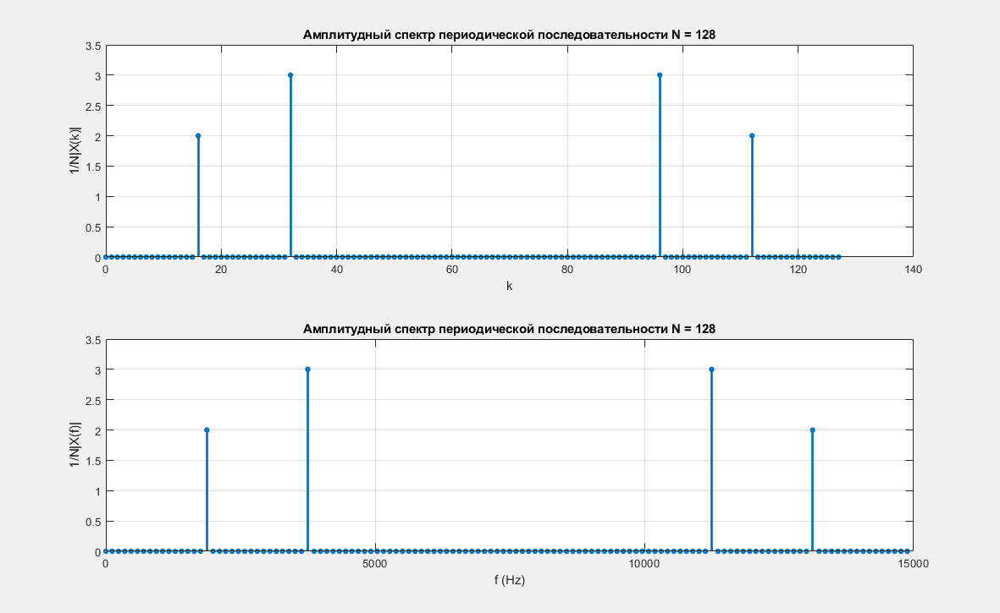 Амплитудный спектр периодической последовательности N = 128
3.5
3
2.5
2
1.5
1
0.5
0
1/N|X(k)|
0 20 40 60 80 100 120 140
k
Амплитудный спектр периодической последовательности N = 128
3.5
3
2.5
2
1.5
1
0.5
0
1/N|X(f)|
0 5000 10000 15000
f (Hz)